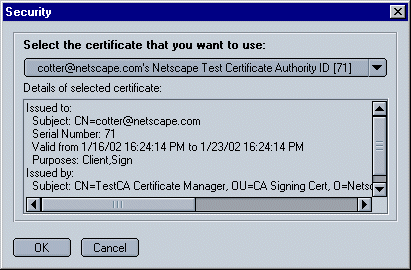 Security
Select the certificate that you want to use:
cotter@netscape.com's Netscape Test Certificate Authority ID [71]
Details of selected certificate:
Issued to:
Subject: CN=cotter@netscape.com
Serial Number: 71
Valid from 1/16/02 16:24:14 PM to 1/23/02 16:24:14 PM
Purposes: Client,Sign
Issued by:
Subject: CN=TestCA Certificate Manager, OU=CA Signing Cert, O=Netsc
OK
Cancel